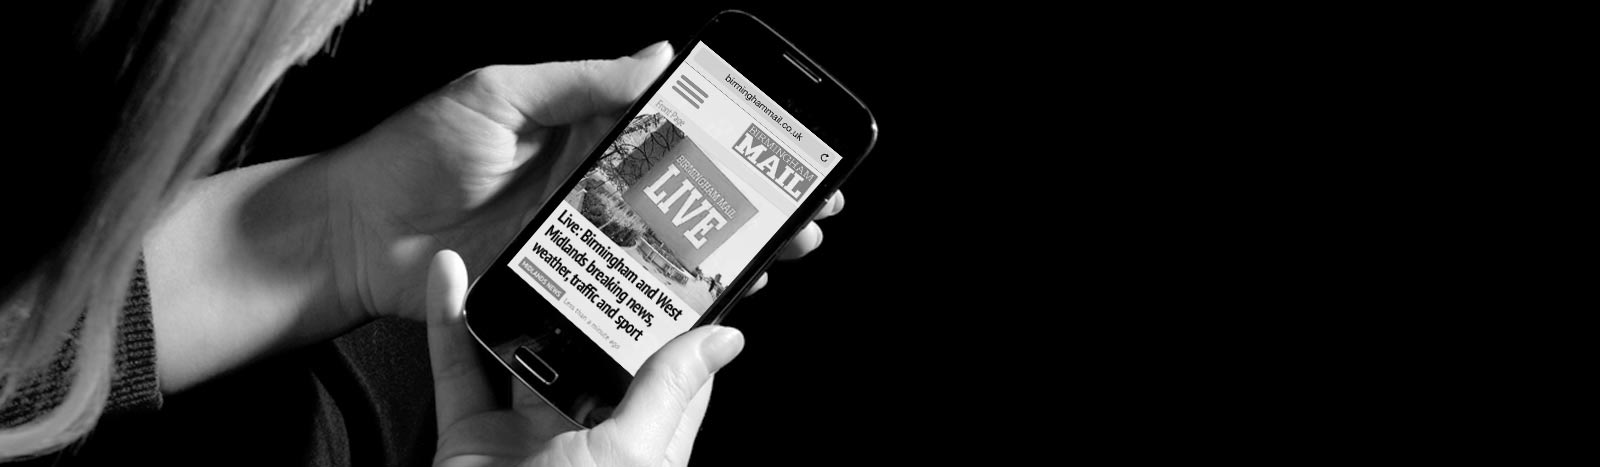 birminghammail.co.uk
Front Page
BIRMINGHAM
MAIL
BIRMINGHAM MAIL
LIVE
Live: Birmingham and West
Midlands breaking news,
weather, traffic and sport
MIDLANDS NEWS Less than a minute ago